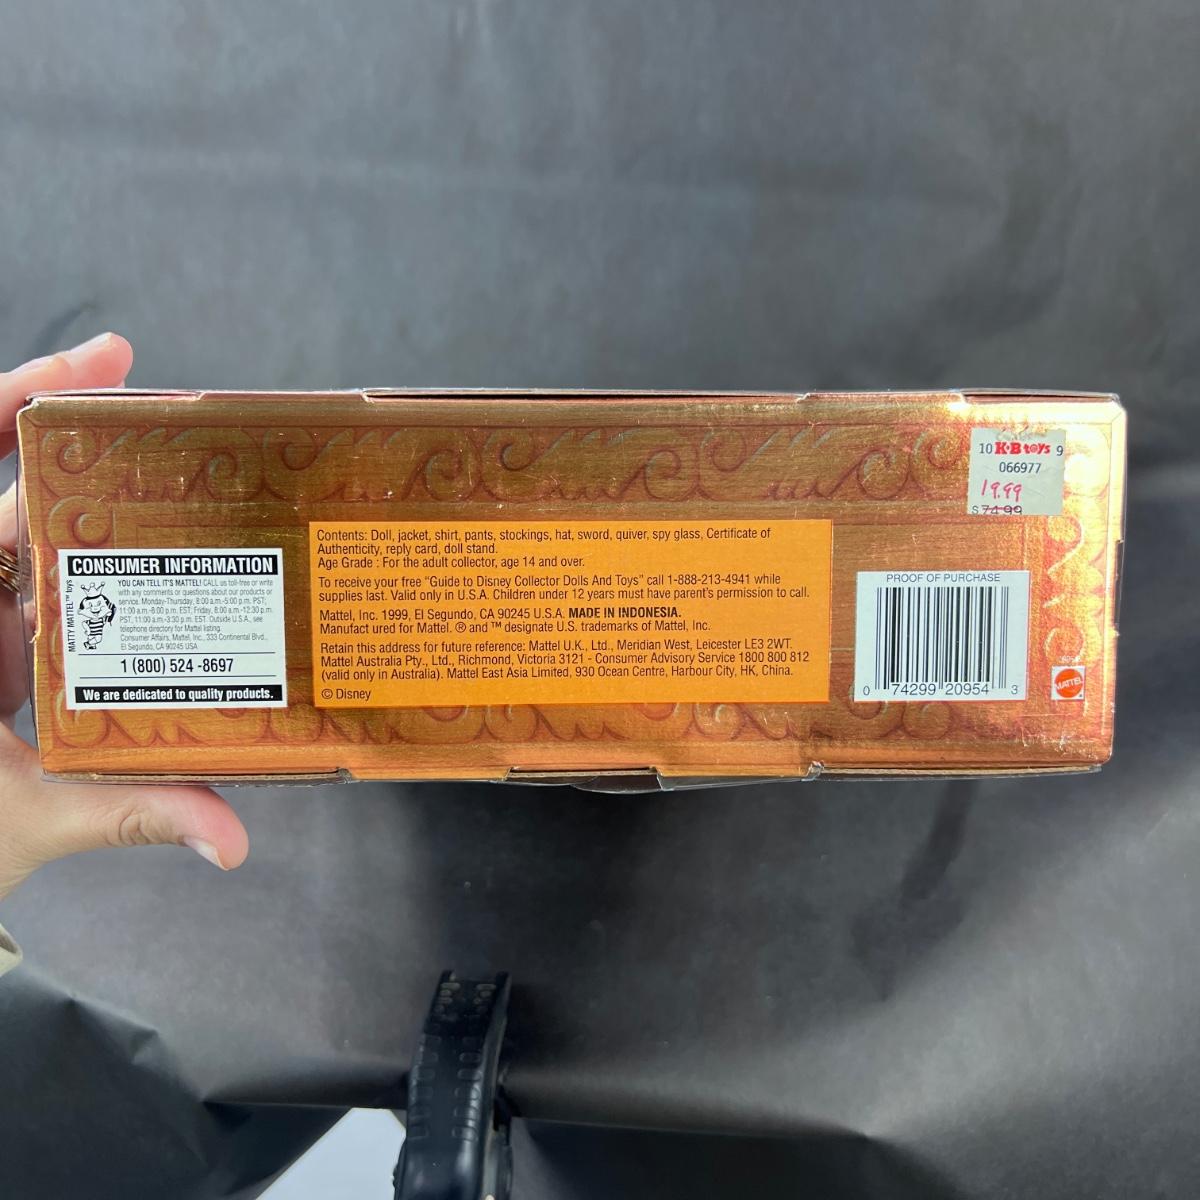 10 K·B toys 9
066977
19.99
$ 74.99
CONSUMER INFORMATION
MATTY MATTEL™ toys
YOU CAN TELL IT'S MATTEL! CALL us toll-free or write
with any comments or questions about our products or
service. Monday-Thursday, 8:00 a.m.-5:00 p.m. PST;
11:00 a.m.-8:00 p.m. EST; Friday, 8:00 a.m.-12:30 p.m.
PST, 11:00 a.m.-3:30 p.m. EST. Outside U.S.A., see
telephone directory for Mattel listing.
Consumer Affairs, Mattel, Inc., 333 Continental Blvd.,
El Segundo, CA 90245 USA
1 (800) 524 -8697
We are dedicated to quality products.
Contents: Doll, jacket, shirt, pants, stockings, hat, sword, quiver, spy glass, Certificate of
Authenticity, reply card, doll stand.
Age Grade : For the adult collector, age 14 and over.
To receive your free "Guide to Disney Collector Dolls And Toys" call 1-888-213-4941 while
supplies last. Valid only in U.S.A. Children under 12 years must have parent's permission to call.
Mattel, Inc. 1999, El Segundo, CA 90245 U.S.A. MADE IN INDONESIA.
Manufact ured for Mattel. ® and ™ designate U.S. trademarks of Mattel, Inc.
Retain this address for future reference: Mattel U.K., Ltd., Meridian West, Leicester LE3 2WT.
Mattel Australia Pty., Ltd., Richmond, Victoria 3121 - Consumer Advisory Service 1800 800 812
(valid only in Australia). Mattel East Asia Limited, 930 Ocean Centre, Harbour City, HK, China.
© Disney
PROOF OF PURCHASE
0 74299 20954 3
MATTEL